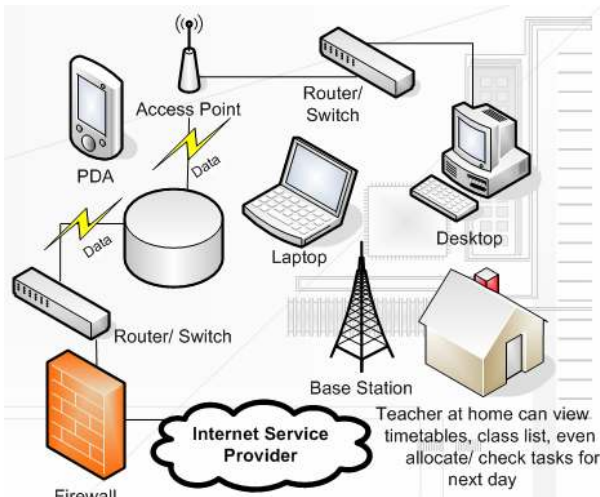 Access Point
Router/
Switch
PDA
Data
Data
Laptop
Desktop
Router/ Switch
Base Station
Internet Service
Provider
Teacher at home can view
timetables, class list, even
allocate/ check tasks for
next day
Firewall